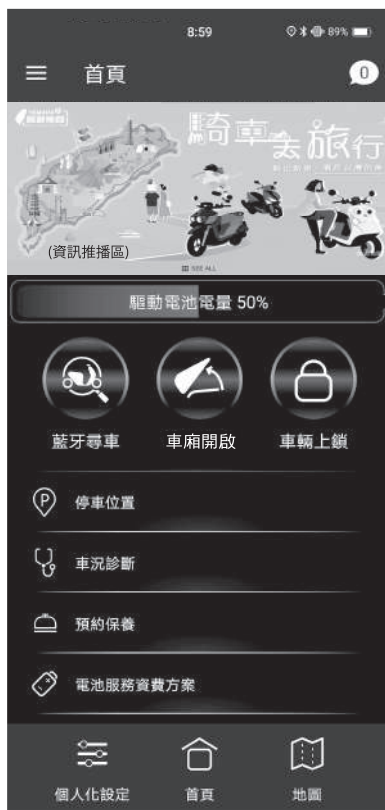 8:59
89%
首頁
0
騎車去旅行
(資訊推播區)
SEE ALL
驅動電池電量 50%
藍牙尋車
車廂開啟
車輛上鎖
P
停車位置
車況診斷
預約保養
電池服務資費方案
個人化設定
首頁
地圖